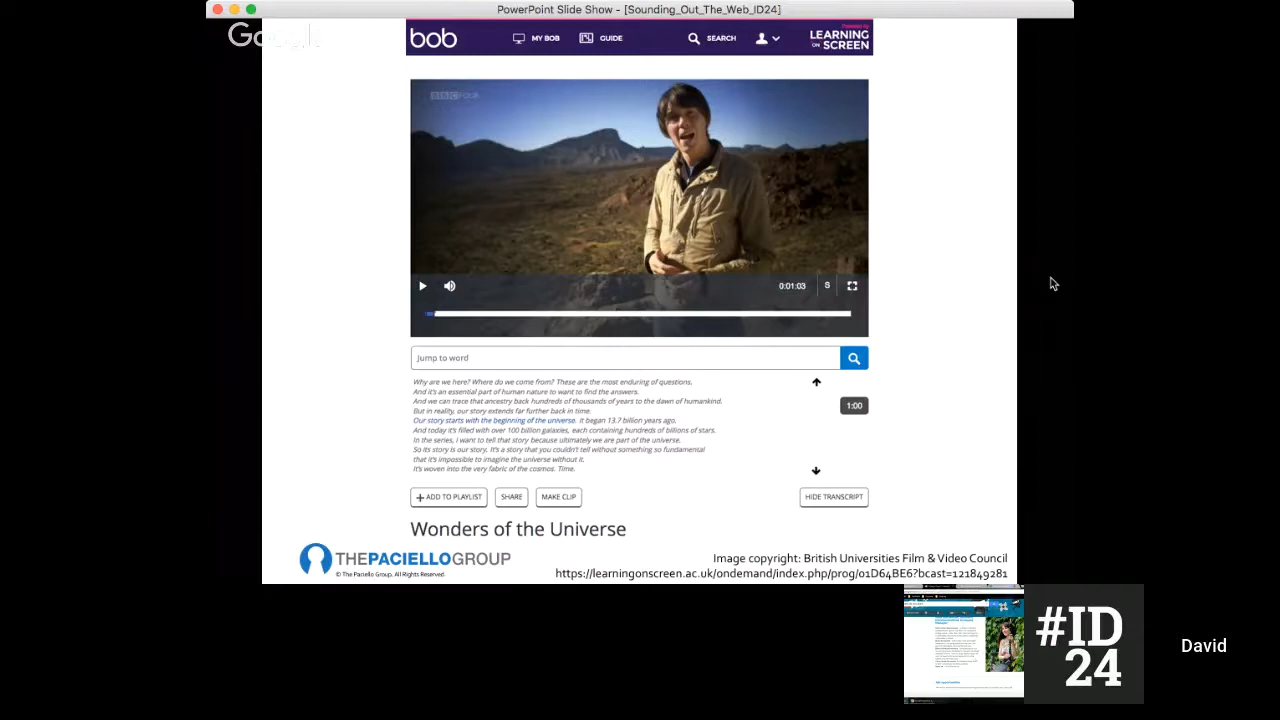 PowerPoint Slide Show - [Sounding_Out_The_Web_ID24]
bob
MY BOB
GUIDE
SEARCH
Powered by
LEARNING
ON SCREEN
BBC FOUR
0:01:03
S
Jump to word
Why are we here? Where do we come from? These are the most enduring of questions.
And it's an essential part of human nature to want to find the answers.
And we can trace that ancestry back hundreds of thousands of years to the dawn of humankind.
But in reality, our story extends far further back in time.
Our story starts with the beginning of the universe. It began 13.7 billion years ago.
And today it's filled with over 100 billion galaxies, each containing hundreds of billions of stars.
In the series, I want to tell that story because ultimately we are part of the universe.
So its story is our story. It's a story that you couldn't tell without something so fundamental
that it's impossible to imagine the universe without it.
It's woven into the very fabric of the cosmos. Time.
1:00
+ ADD TO PLAYLIST
SHARE
MAKE CLIP
HIDE TRANSCRIPT
Wonders of the Universe
THEPACIELLOGROUP
© The Paciello Group. All Rights Reserved.
Image copyright: British Universities Film & Video Council
https://learningonscreen.ac.uk/ondemand/index.php/prog/01D64BE6?bcast=121849281
#ID
24